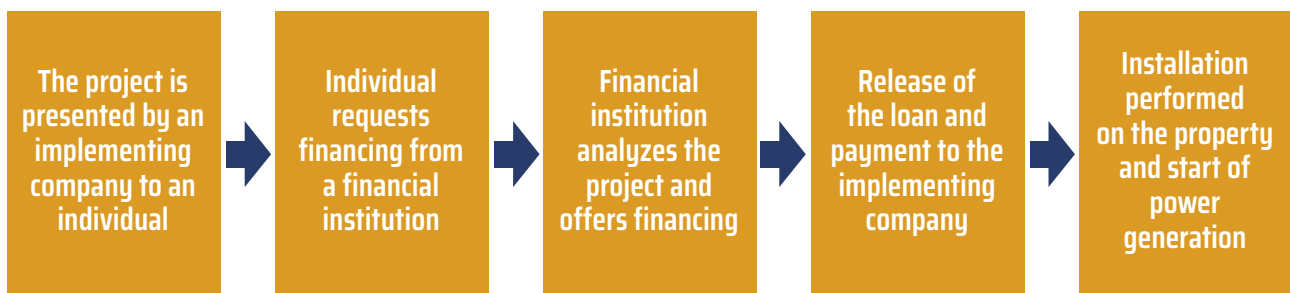 The project is
presented by an
implementing
company to an
individual
Individual
requests
financing from
a financial
institution
Financial
institution
analyzes the
project and
offers financing
Release of
the loan and
payment to the
implementing
company
Installation
performed
on the property
and start of
power
generation